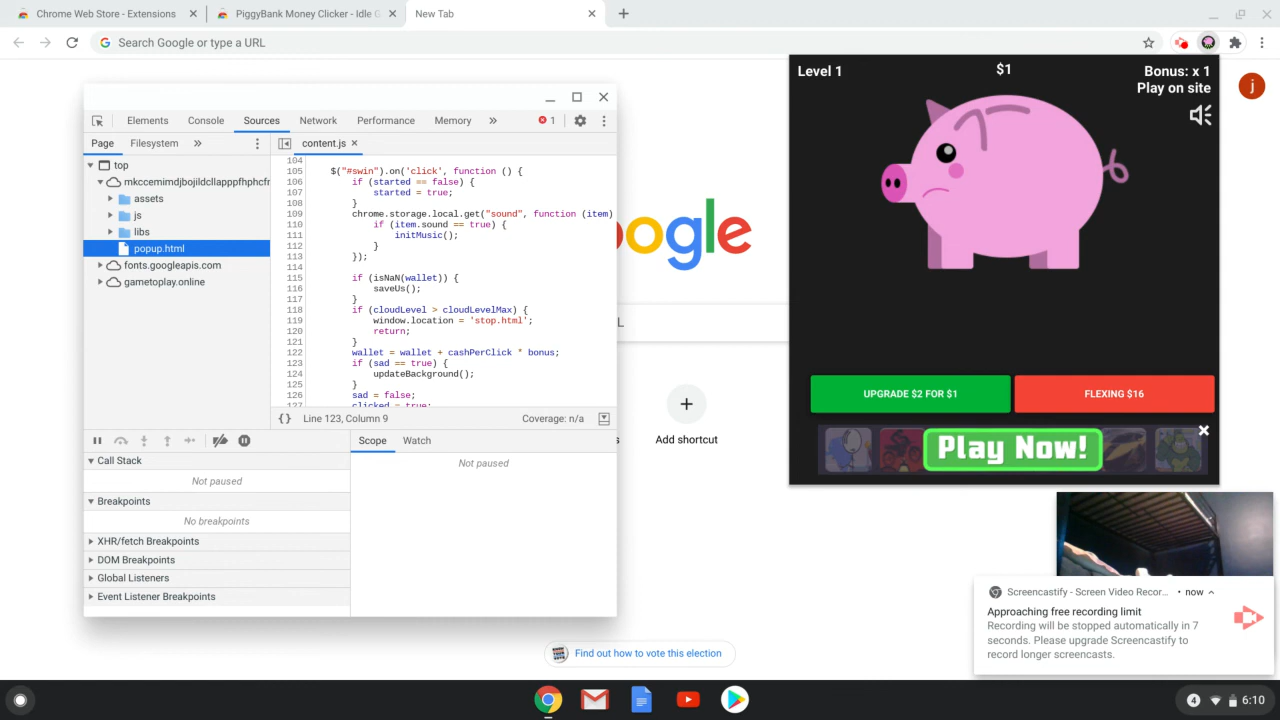 Chrome Web Store - Extensions
PiggyBank Money Clicker - Idle G
New Tab
Search Google or type a URL
Elements Console Sources Network Performance Memory » 1
Page Filesystem »
content.js
top
mkccemimdjbojildcllapppfhphcfr
assets
js
libs
popup.html
fonts.googleapis.com
gametoplay.online
104
105 $("#swin").on('click', function () {
106 if (started == false) {
107 started = true;
108 }
109 chrome.storage.local.get("sound", function (item)
110 if (item.sound == true) {
111 initMusic();
112 }
113 });
114
115 if (isNaN(wallet)) {
116 saveUs();
117 }
118 if (cloudLevel > cloudLevelMax) {
119 window.location = 'stop.html';
120 return;
121 }
122 wallet = wallet + cashPerClick * bonus;
123 if (sad == true) {
124 updateBackground();
125 }
126 sad = false;
127 clicked = true;
{} Line 123, Column 9 Coverage: n/a
Scope Watch
Not paused
Call Stack
Not paused
Breakpoints
No breakpoints
XHR/fetch Breakpoints
DOM Breakpoints
Global Listeners
Event Listener Breakpoints
ogle
L
Add shortcut
s
Find out how to vote this election
Level 1
$1
Bonus: x 1
Play on site
j
UPGRADE $2 FOR $1
FLEXING $16
Play Now!
Screencastify - Screen Video Recor... • now
Approaching free recording limit
Recording will be stopped automatically in 7
seconds. Please upgrade Screencastify to
record longer screencasts.
4 6:10